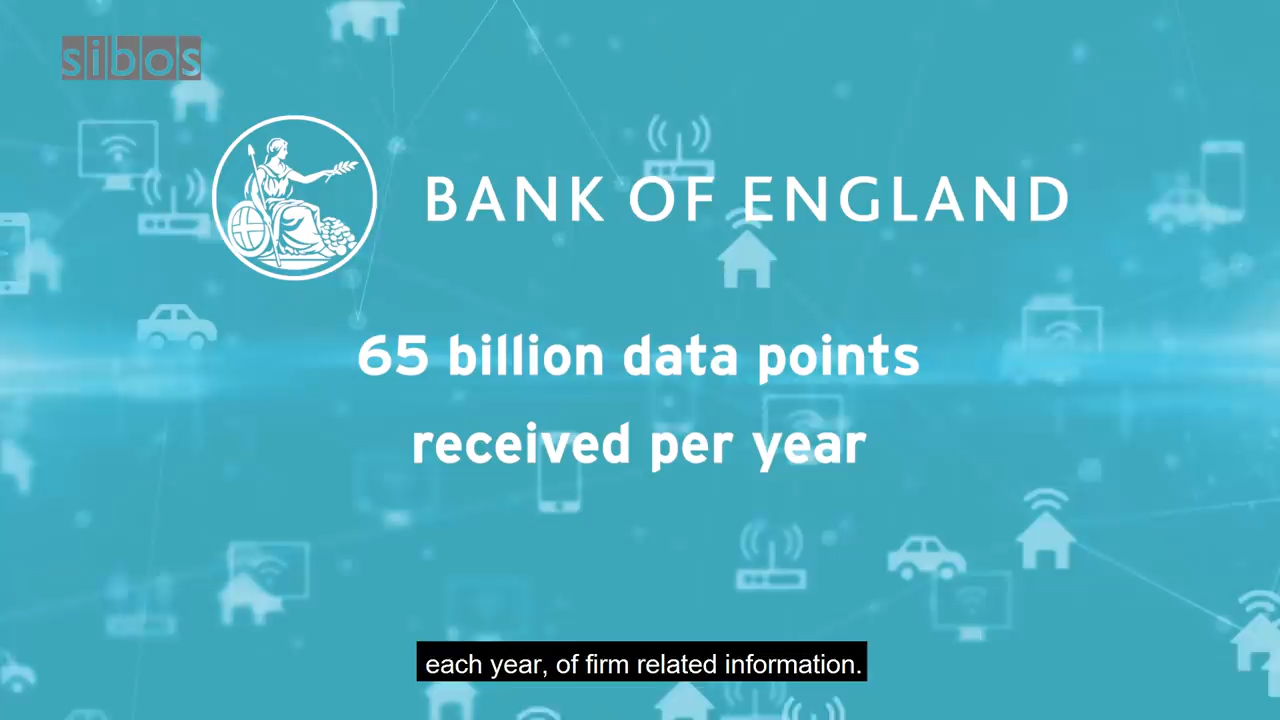 sibos
BANK OF ENGLAND
65 billion data points
received per year
each year, of firm related information.